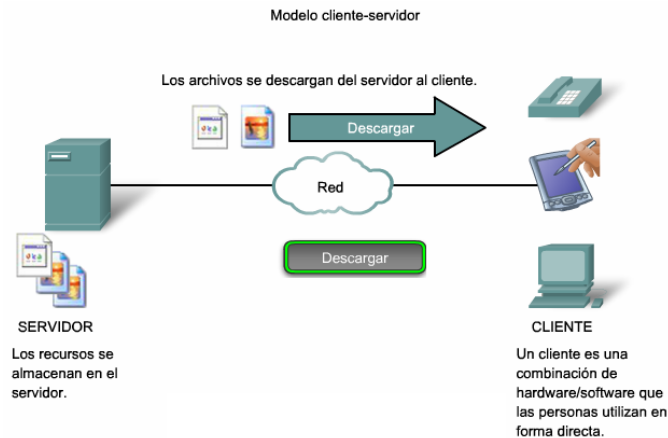 Modelo cliente-servidor
Los archivos se descargan del servidor al cliente.
Descargar
Red
Descargar
SERVIDOR
Los recursos se
almacenan en el
servidor.
CLIENTE
Un cliente es una
combinación de
hardware/software que
las personas utilizan en
forma directa.